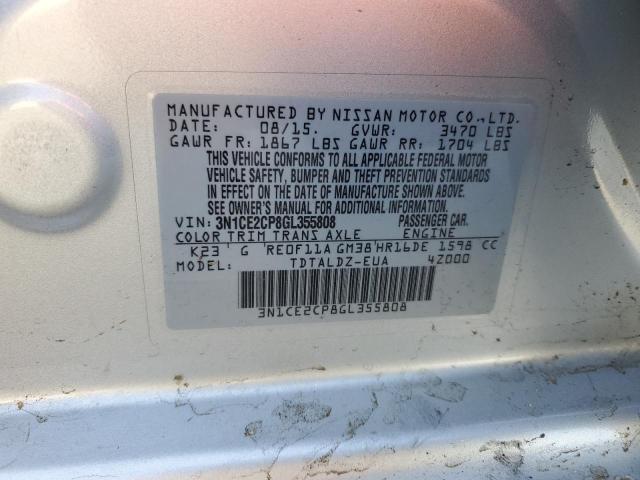 MANUFACTURED BY NISSAN MOTOR CO.,LTD.
DATE: 08/15. GVWR: 3470 LBS
GAWR FR: 1867 LBS GAWR RR: 1704 LBS
THIS VEHICLE CONFORMS TO ALL APPLICABLE FEDERAL MOTOR
VEHICLE SAFETY, BUMPER AND THEFT PREVENTION STANDARDS
IN EFFECT ON THE DATE OF MANUFACTURE SHOWN ABOVE.
SEE OWNER'S MANUAL FOR ADDITIONAL INFORMATION.
VIN: 3N1CE2CP8GL355808 PASSENGER CAR.
COLOR TRIM TRANS AXLE ENGINE
K23 G RE0F11A GM38 HR16DE 1598 CC
MODEL: TDTALDZ-EUA 4Z000
3N1CE2CP8GL355808